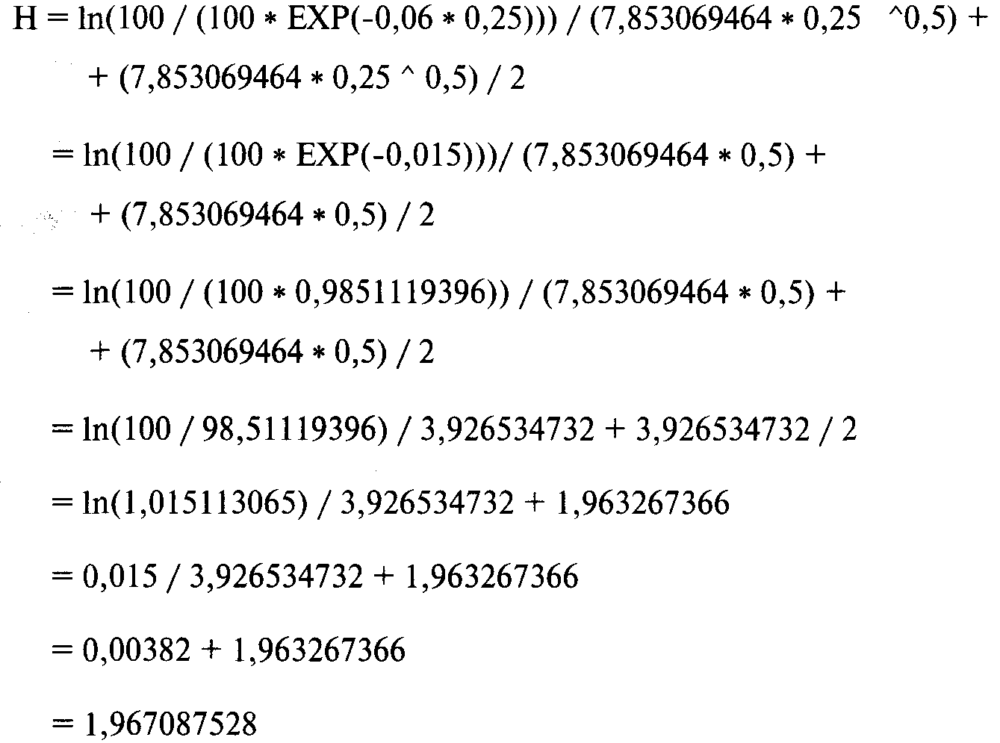 H = ln(100 / (100 * EXP(-0,06 * 0,25))) / (7,853069464 * 0,25 ^0,5) +
+ (7,853069464 * 0,25 ^ 0,5) / 2
= ln(100 / (100 * EXP(-0,015)))/ (7,853069464 * 0,5) +
+ (7,853069464 * 0,5) / 2
= ln(100 / (100 * 0,9851119396)) / (7,853069464 * 0,5) +
+ (7,853069464 * 0,5) / 2
= ln(100 / 98,51119396) / 3,926534732 + 3,926534732 / 2
= ln(1,015113065) / 3,926534732 + 1,963267366
= 0,015 / 3,926534732 + 1,963267366
= 0,00382 + 1,963267366
= 1,967087528